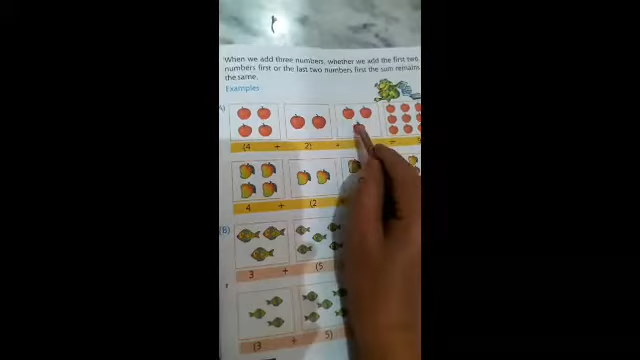 When we add three numbers, whether we add the first two
numbers first or the last two numbers first the sum remains
the same.
Examples
A)
(4 + 2) + = 9
4 + (2
(B)
3 + (5
(3 + 5)